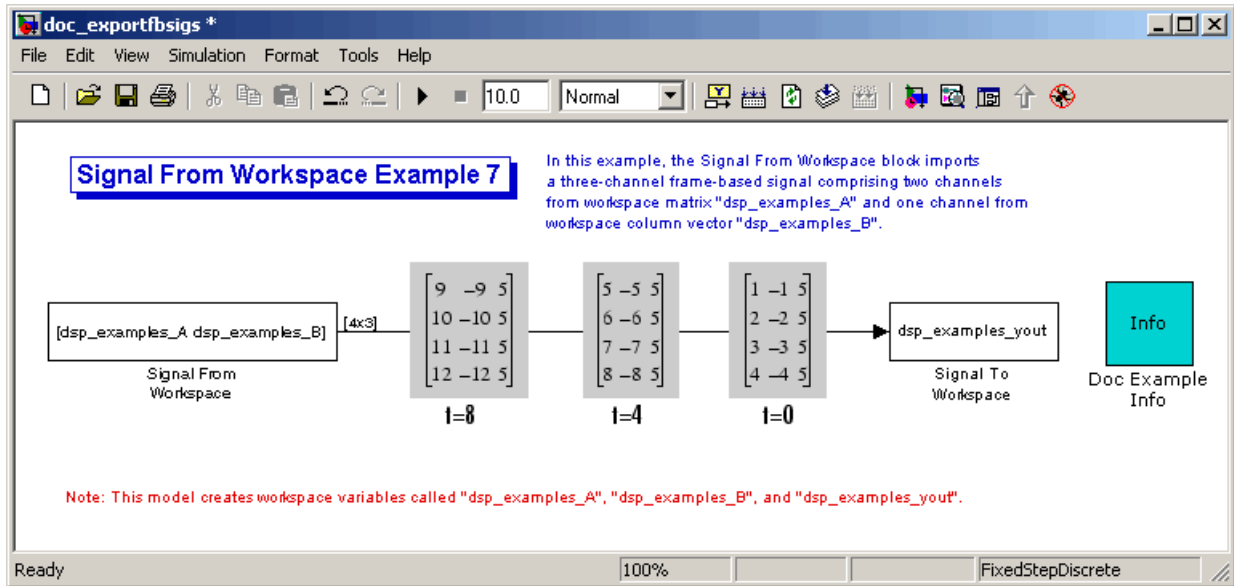 doc_exportfbsigs *
File Edit View Simulation Format Tools Help
10.0 Normal
Signal From Workspace Example 7
In this example, the Signal From Workspace block imports
a three-channel frame-based signal comprising two channels
from workspace matrix "dsp_examples_A" and one channel from
workspace column vector "dsp_examples_B".
[dsp_examples_A dsp_examples_B]
[4x3]
Signal From
Workspace
9 –9 5
10 –10 5
11 –11 5
12 –12 5
t=8
5 –5 5
6 –6 5
7 –7 5
8 –8 5
t=4
1 –1 5
2 –2 5
3 –3 5
4 –4 5
t=0
dsp_examples_yout
Signal To
Workspace
Info
Doc Example
Info
Note: This model creates workspace variables called "dsp_examples_A", "dsp_examples_B", and "dsp_examples_yout".
Ready 100% FixedStepDiscrete